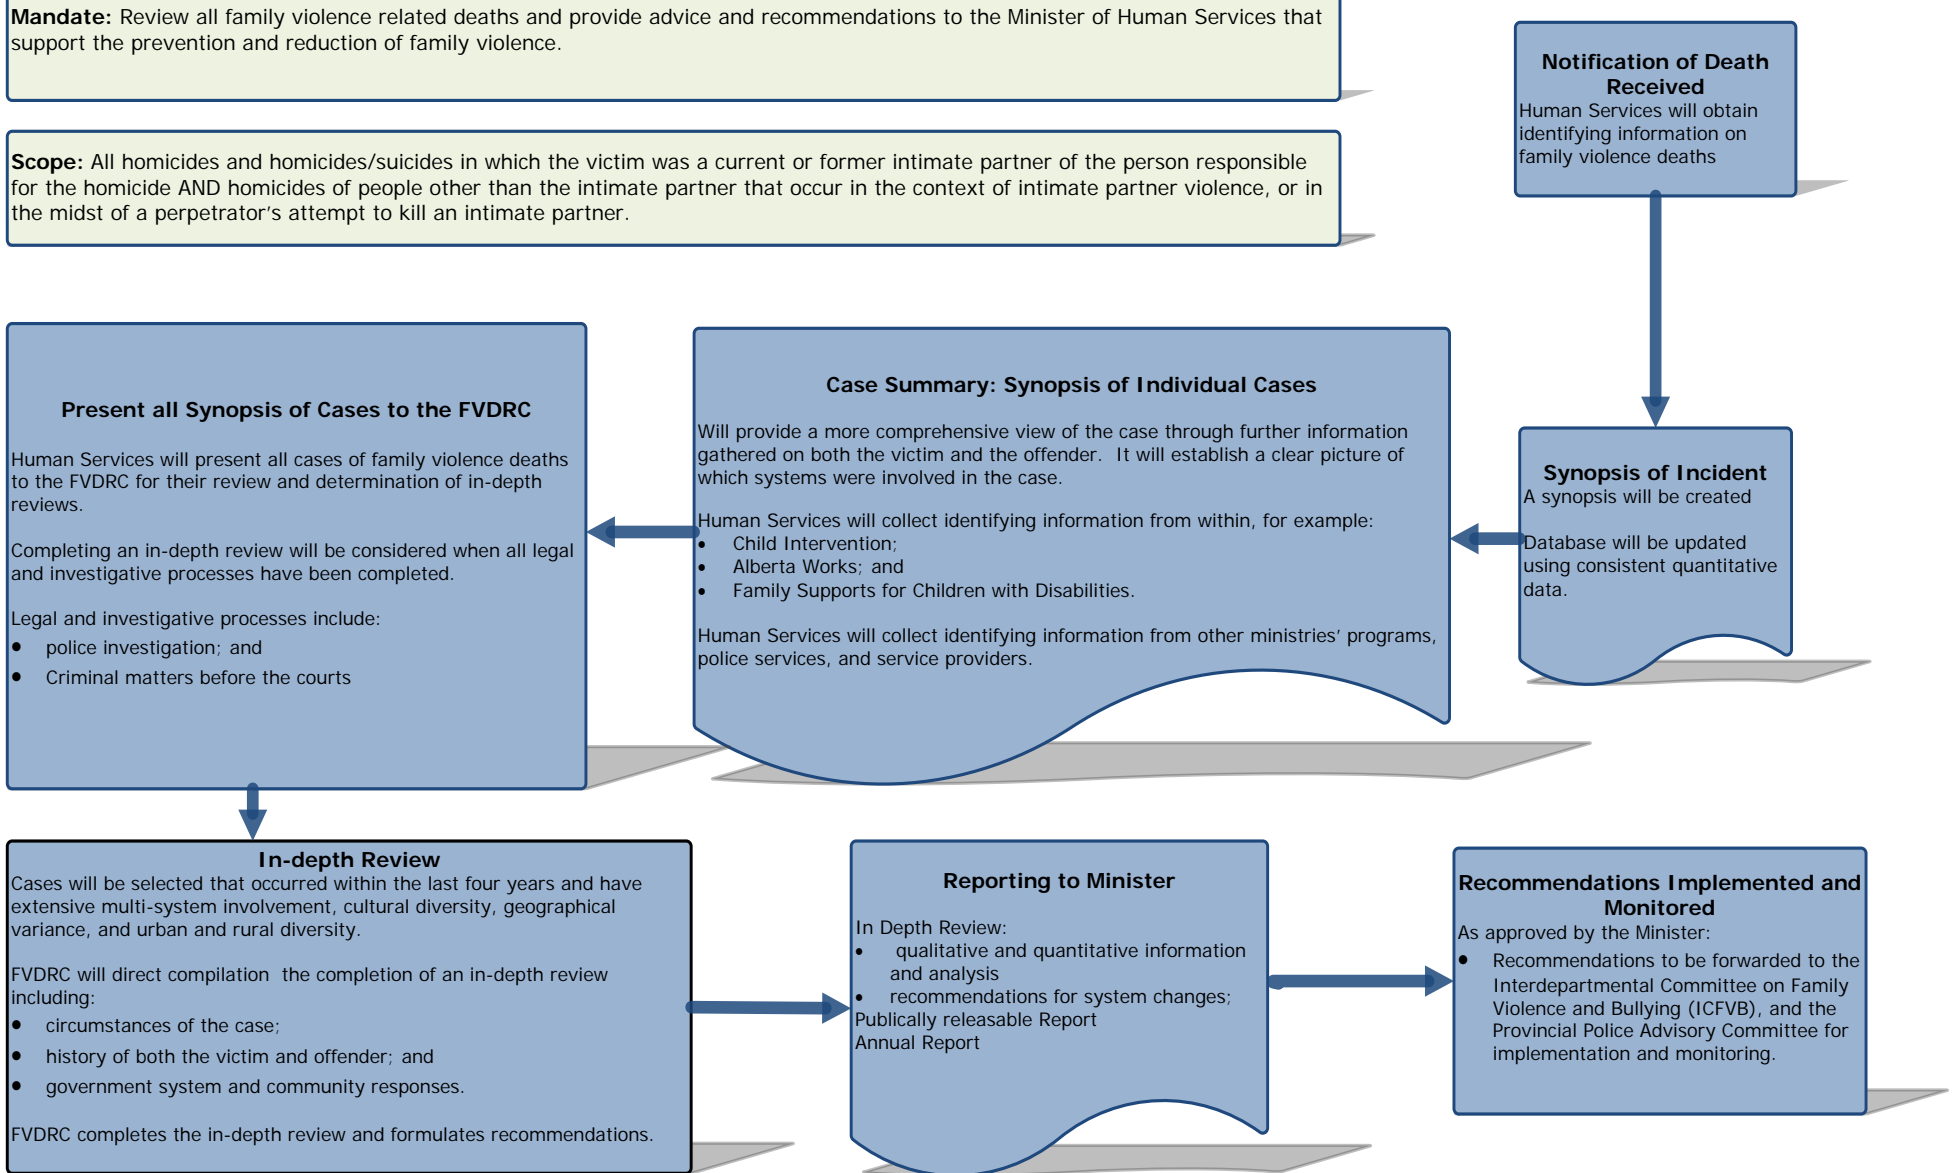 Mandate: Review all family violence related deaths and provide advice and recommendations to the Minister of Human Services that
support the prevention and reduction of family violence.
Scope: All homicides and homicides/suicides in which the victim was a current or former intimate partner of the person responsible
for the homicide AND homicides of people other than the intimate partner that occur in the context of intimate partner violence, or in
the midst of a perpetrator's attempt to kill an intimate partner.
Notification of Death
Received
Human Services will obtain
identifying information on
family violence deaths
Synopsis of Incident
A synopsis will be created
Database will be updated
using consistent quantitative
data.
Case Summary: Synopsis of Individual Cases
Will provide a more comprehensive view of the case through further information
gathered on both the victim and the offender.  It will establish a clear picture of
which systems were involved in the case.
Human Services will collect identifying information from within, for example:
• Child Intervention;
• Alberta Works; and
• Family Supports for Children with Disabilities.
Human Services will collect identifying information from other ministries' programs,
police services, and service providers.
Present all Synopsis of Cases to the FVDRC
Human Services will present all cases of family violence deaths
to the FVDRC for their review and determination of in-depth
reviews.
Completing an in-depth review will be considered when all legal
and investigative processes have been completed.
Legal and investigative processes include:
• police investigation; and
• Criminal matters before the courts
In-depth Review
Cases will be selected that occurred within the last four years and have
extensive multi-system involvement, cultural diversity, geographical
variance, and urban and rural diversity.
FVDRC will direct compilation  the completion of an in-depth review
including:
• circumstances of the case;
• history of both the victim and offender; and
• government system and community responses.
FVDRC completes the in-depth review and formulates recommendations.
Reporting to Minister
In Depth Review:
• qualitative and quantitative information
and analysis
• recommendations for system changes;
Publically releasable Report
Annual Report
Recommendations Implemented and
Monitored
As approved by the Minister:
• Recommendations to be forwarded to the
Interdepartmental Committee on Family
Violence and Bullying (ICFVB), and the
Provincial Police Advisory Committee for
implementation and monitoring.